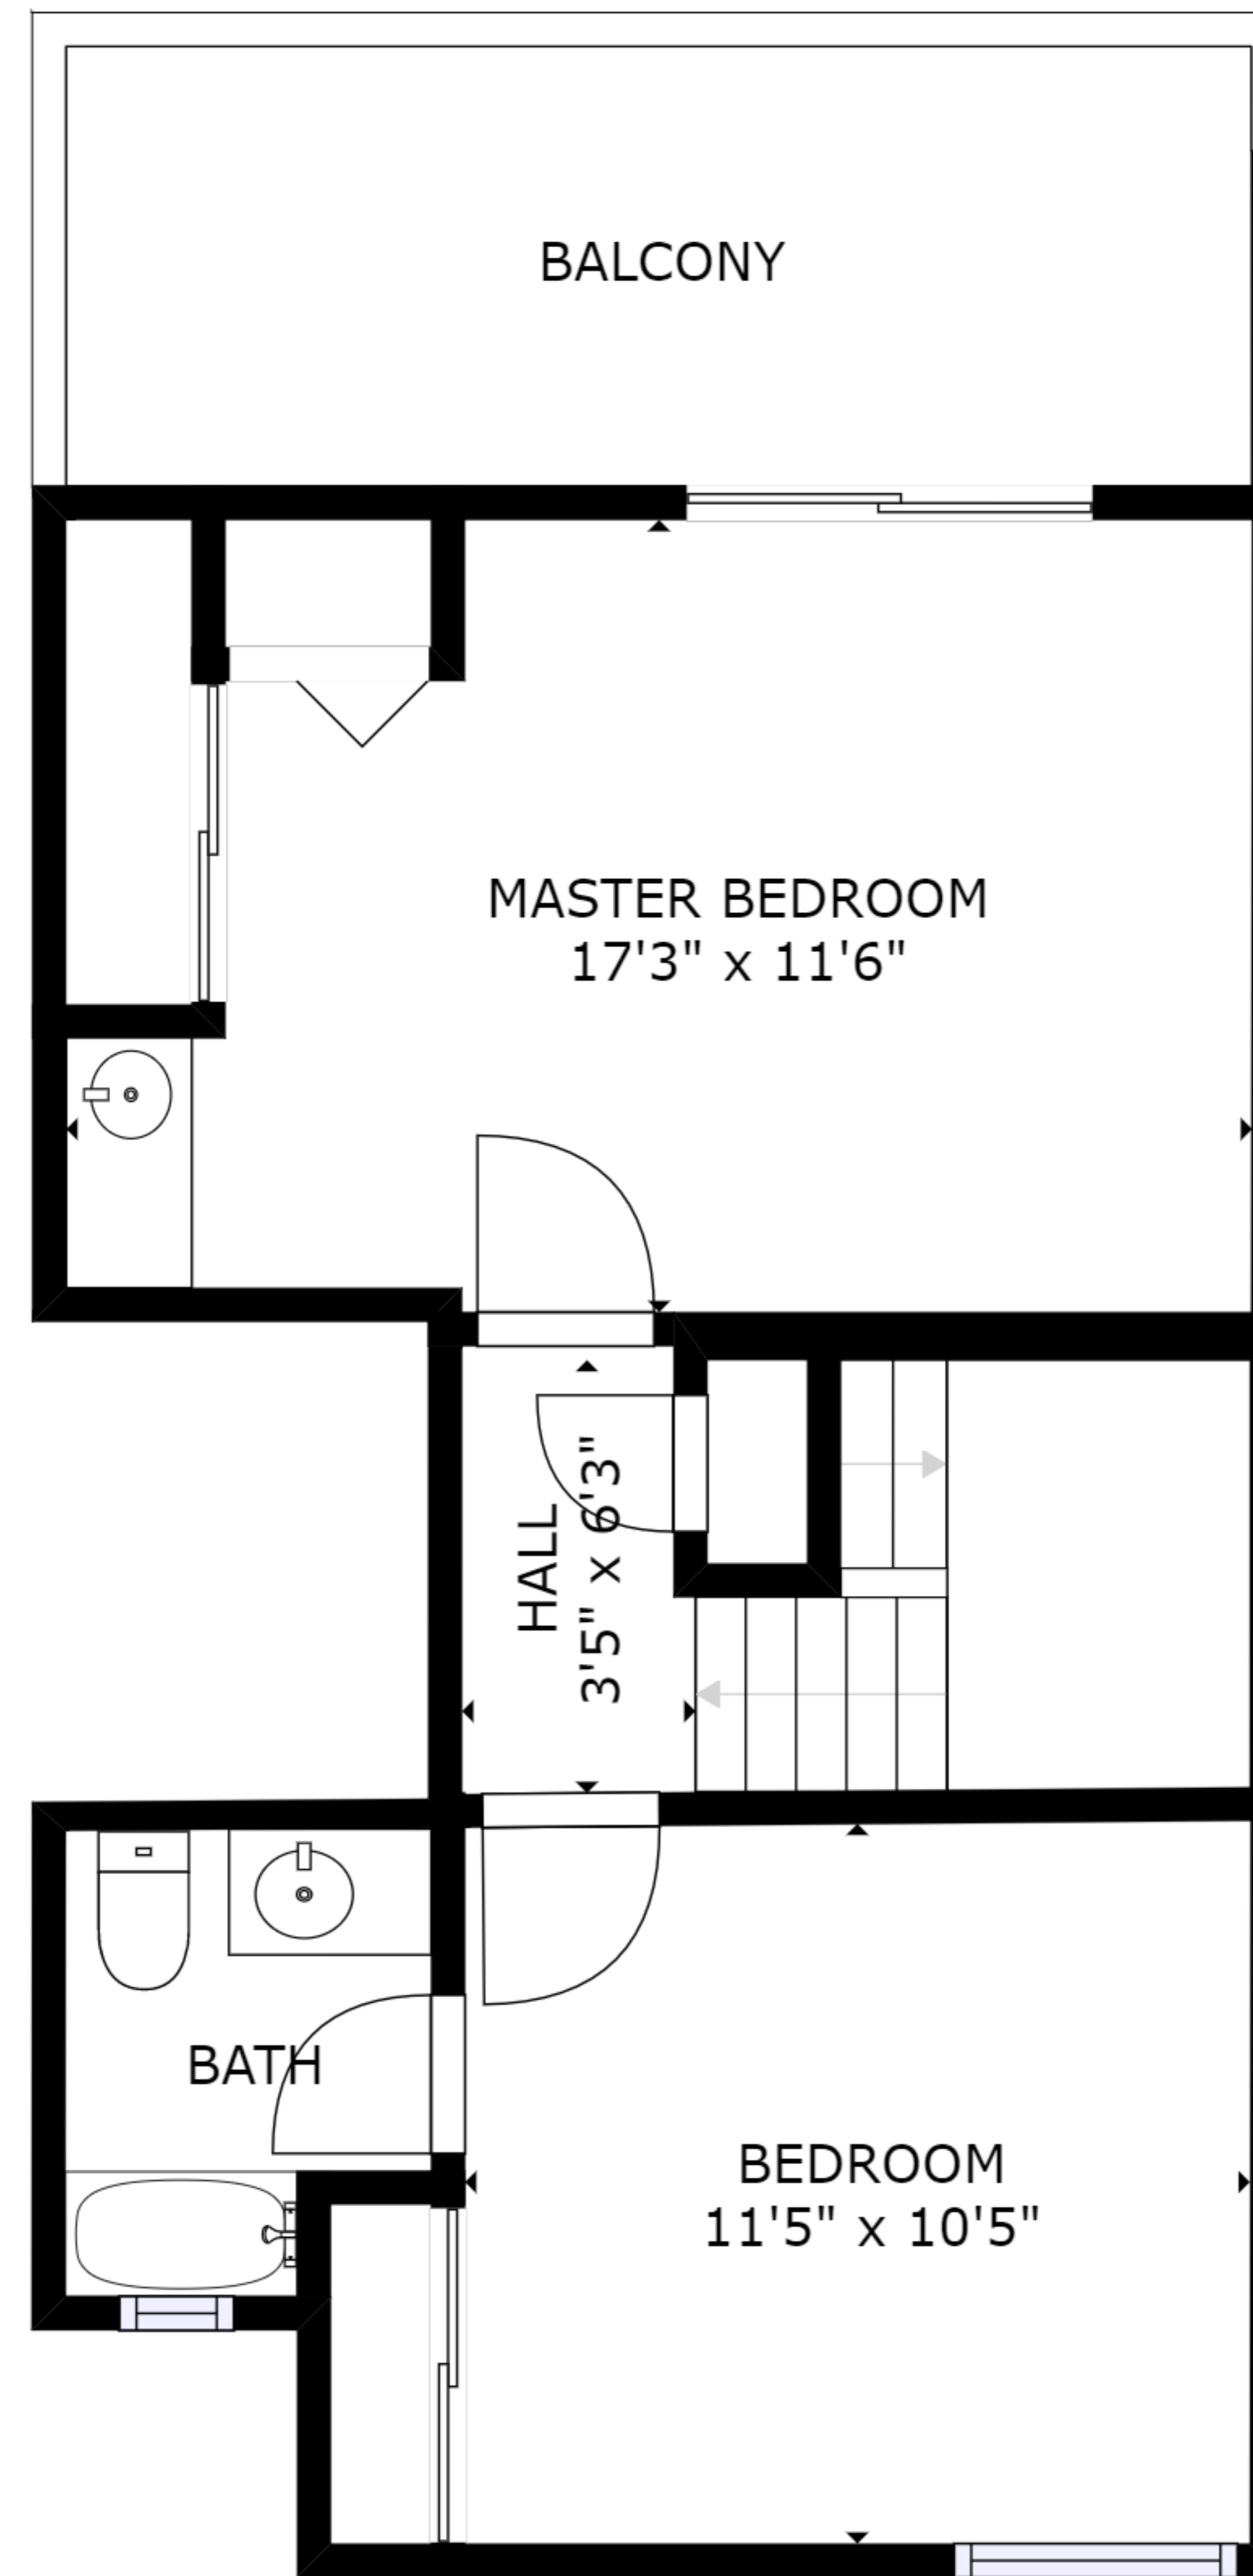 BALCONY
MASTER BEDROOM
17'3" x 11'6"
HALL
3'5" x 6'3"
BATH
BEDROOM
11'5" x 10'5"